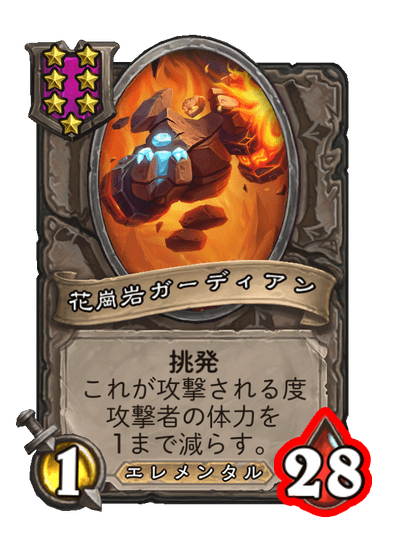 花崗岩ガーディアン
挑発
これが攻撃される度
攻撃者の体力を
1まで減らす。
エレメンタル
1
28